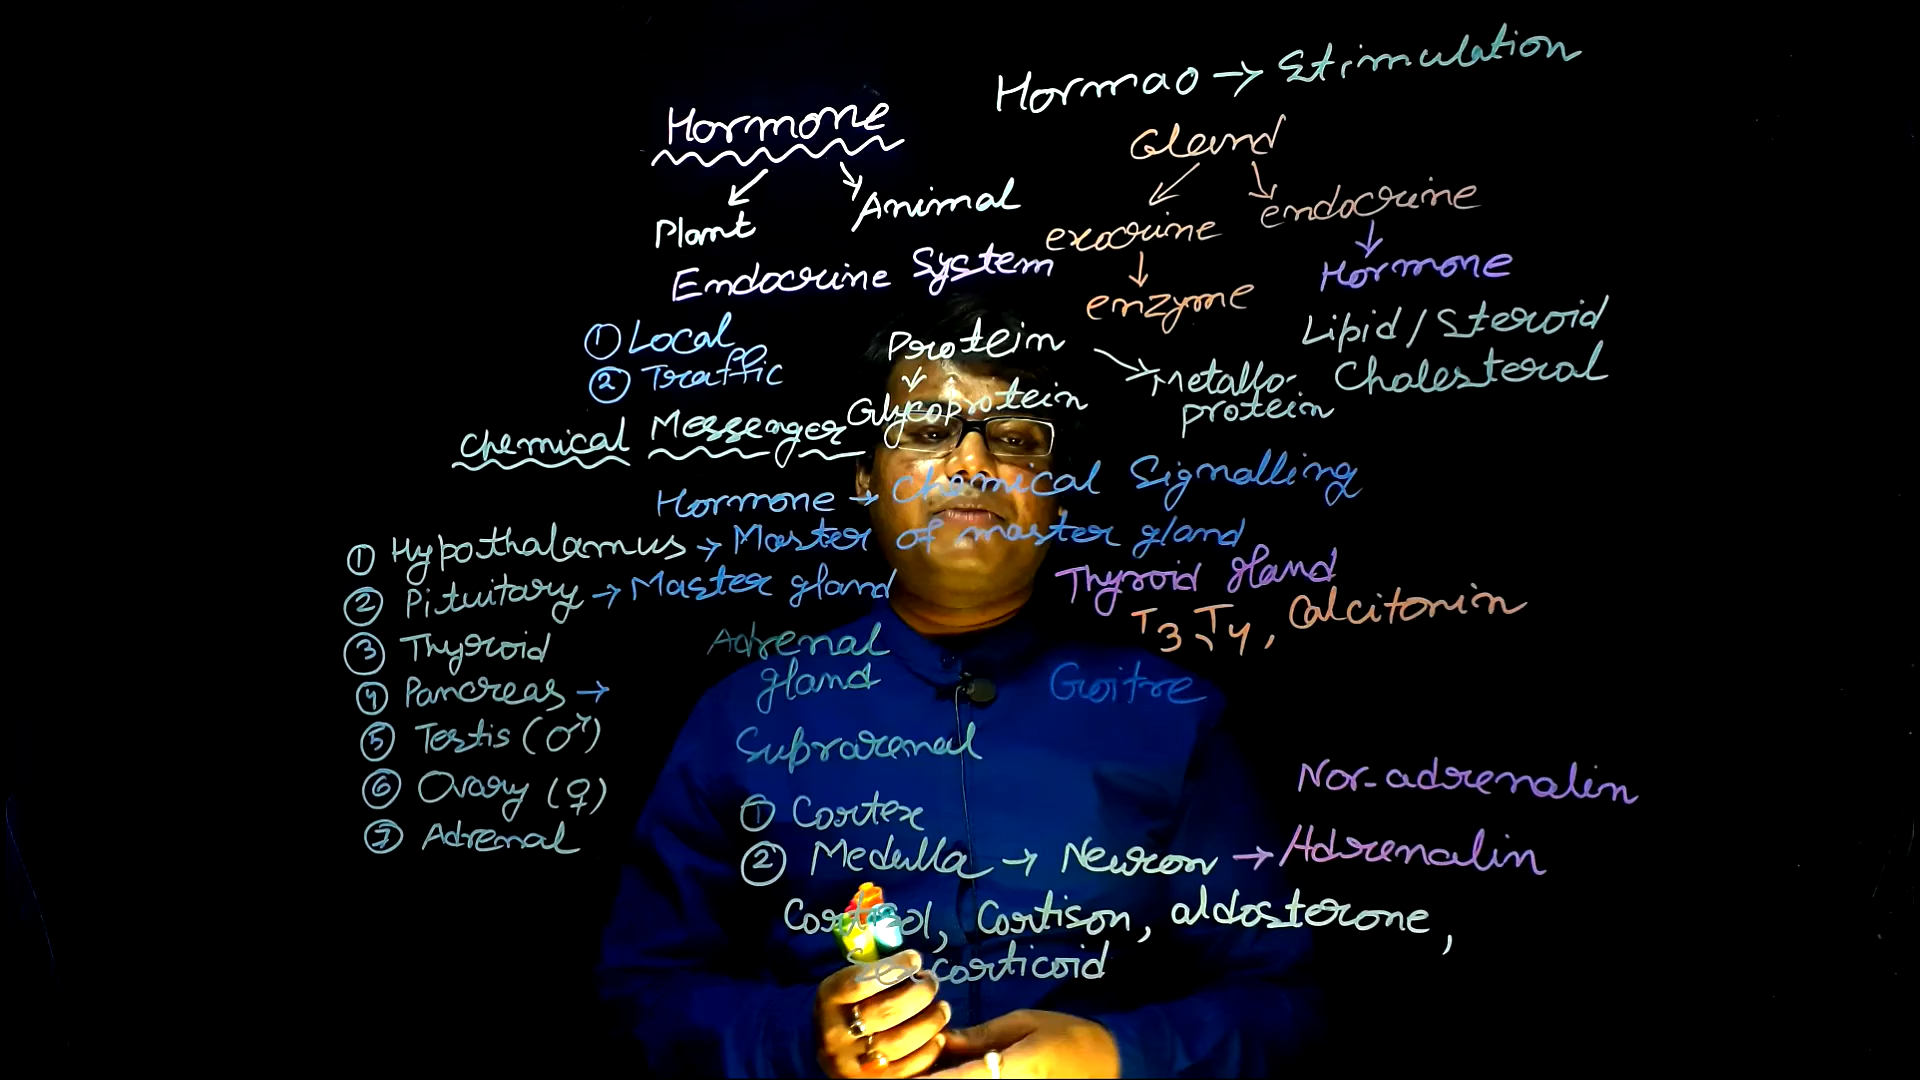 Hormao → Stimulation
Hormone
Plant
Animal
Gland
exocrine
endocrine
enzyme
Hormone
Endocrine System
① Local
② Traffic
Protein
Glycoprotein
Metallo-
protein
Lipid / Steroid
Cholesteral
Chemical Messenger
Hormone → Chemical Signalling
① Hypothalamus → Master of master gland
② Pituitary → Master gland
③ Thyroid
④ Pancreas →
⑤ Testis (♂)
⑥ Ovary (♀)
⑦ Adrenal
Thyroid gland
T3, T4, Calcitonin
Goitre
Adrenal
gland
Suprarenal
① Cortex
② Medulla → Neuron → Adrenalin
Nor-adrenalin
Cortisol, Cortison, aldosterone,
Sex corticoid